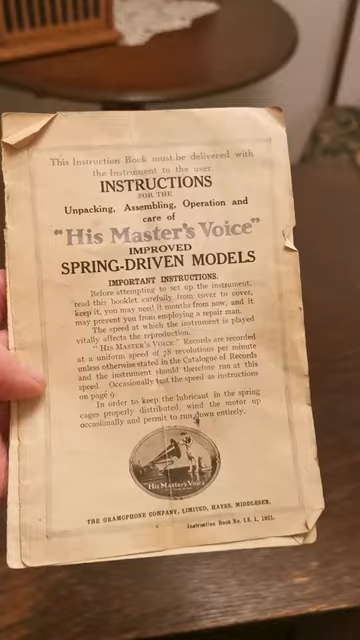 This Instruction Book must be delivered with
the Instrument to the user.
INSTRUCTIONS
FOR THE
Unpacking, Assembling, Operation and
care of
"His Master's Voice"
IMPROVED
SPRING-DRIVEN MODELS
IMPORTANT INSTRUCTIONS.
Before attempting to set up the instrument,
read this booklet carefully from cover to cover,
keep it, you may need it months from now, and it
may prevent you from employing a repair man.
The speed at which the instrument is played
vitally affects the reproduction.
"HIS MASTER'S VOICE" Records are recorded
at a uniform speed of 78 revolutions per minute
unless otherwise stated in the Catalogue of Records
and the instrument should therefore run at this
speed. Occasionally test the speed as instructions
on page 9.
In order to keep the lubricant in the spring
cages properly distributed, wind the motor up
occasionally and permit to run down entirely.
"His Master's Voice"
THE GRAMOPHONE COMPANY, LIMITED, HAYES, MIDDLESEX.
Instruction Book No. 1, 1921.